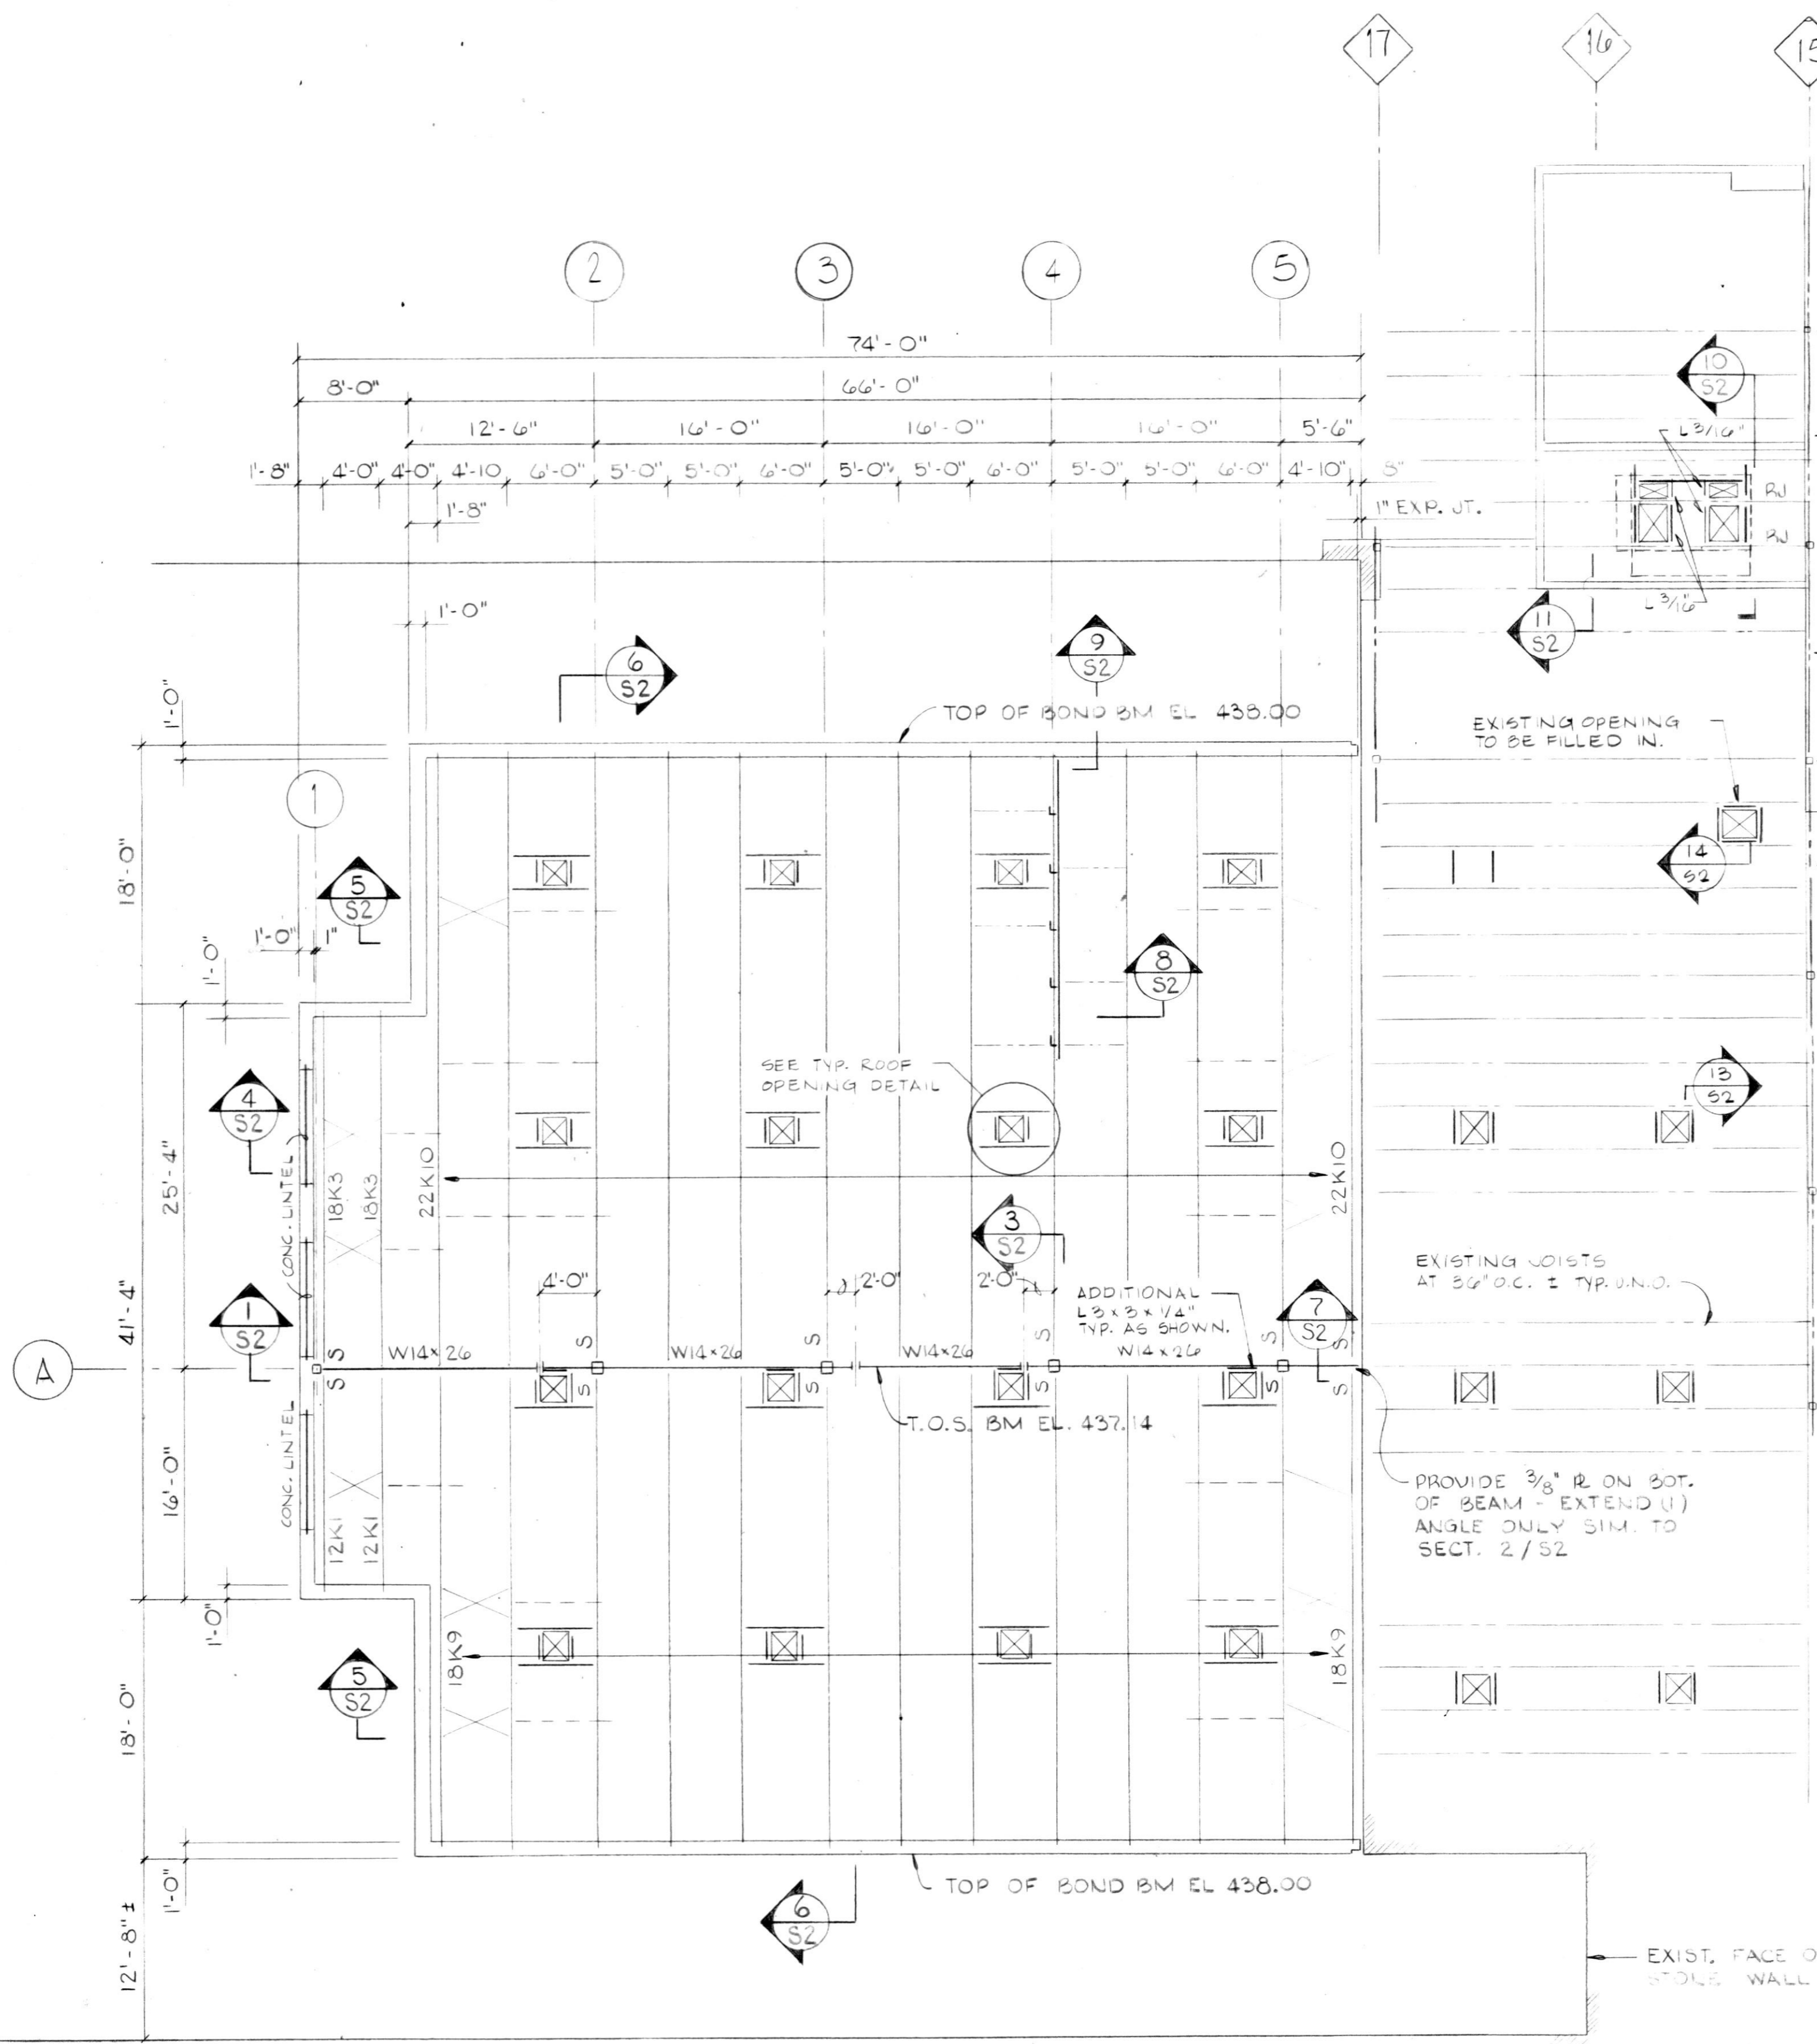 17
16
15
2
3
4
5
74'-0"
8'-0"
66'-0"
12'-6"
16'-0"
16'-0"
16'-0"
5'-6"
1'-8"
4'-0"
4'-0"
4'-10
6'-0"
5'-0"
5'-0"
6'-0"
5'-0"
5'-0"
6'-0"
5'-0"
5'-0"
6'-0"
4'-10"
8"
1'-8"
1" EXP. JT.
10
S2
L 3/16"
RJ
RJ
L 3/16"
11
S2
1'-0"
6
S2
9
S2
TOP OF BOND BM EL 438.00
EXISTING OPENING
TO BE FILLED IN.
1'-0"
1
18'-0"
5
S2
1'-0"
1"
1'-0"
14
S2
8
S2
SEE TYP. ROOF
OPENING DETAIL
13
S2
4
S2
CONC. LINTEL
18K3
18K3
22K10
22K10
25'-4"
3
S2
41'-4"
EXISTING JOISTS
AT 36" O.C. ± TYP. U.N.O.
4'-0"
2'-0"
2'-0"
ADDITIONAL
L3x3x1/4"
TYP. AS SHOWN.
7
S2
1
S2
A
S
S
W14x26
S
S
W14x26
S
S
W14x26
S
S
W14x26
S
S
S
S
T.O.S. BM EL. 437.14
CONC. LINTEL
16'-0"
12K1
12K1
PROVIDE 3/8" PL ON BOT.
OF BEAM - EXTEND (1)
ANGLE ONLY SIM. TO
SECT. 2/S2
1'-0"
18K9
18K9
5
S2
18'-0"
1'-0"
TOP OF BOND BM EL 438.00
6
S2
12'-8"±
EXIST. FACE O
STONE WALL